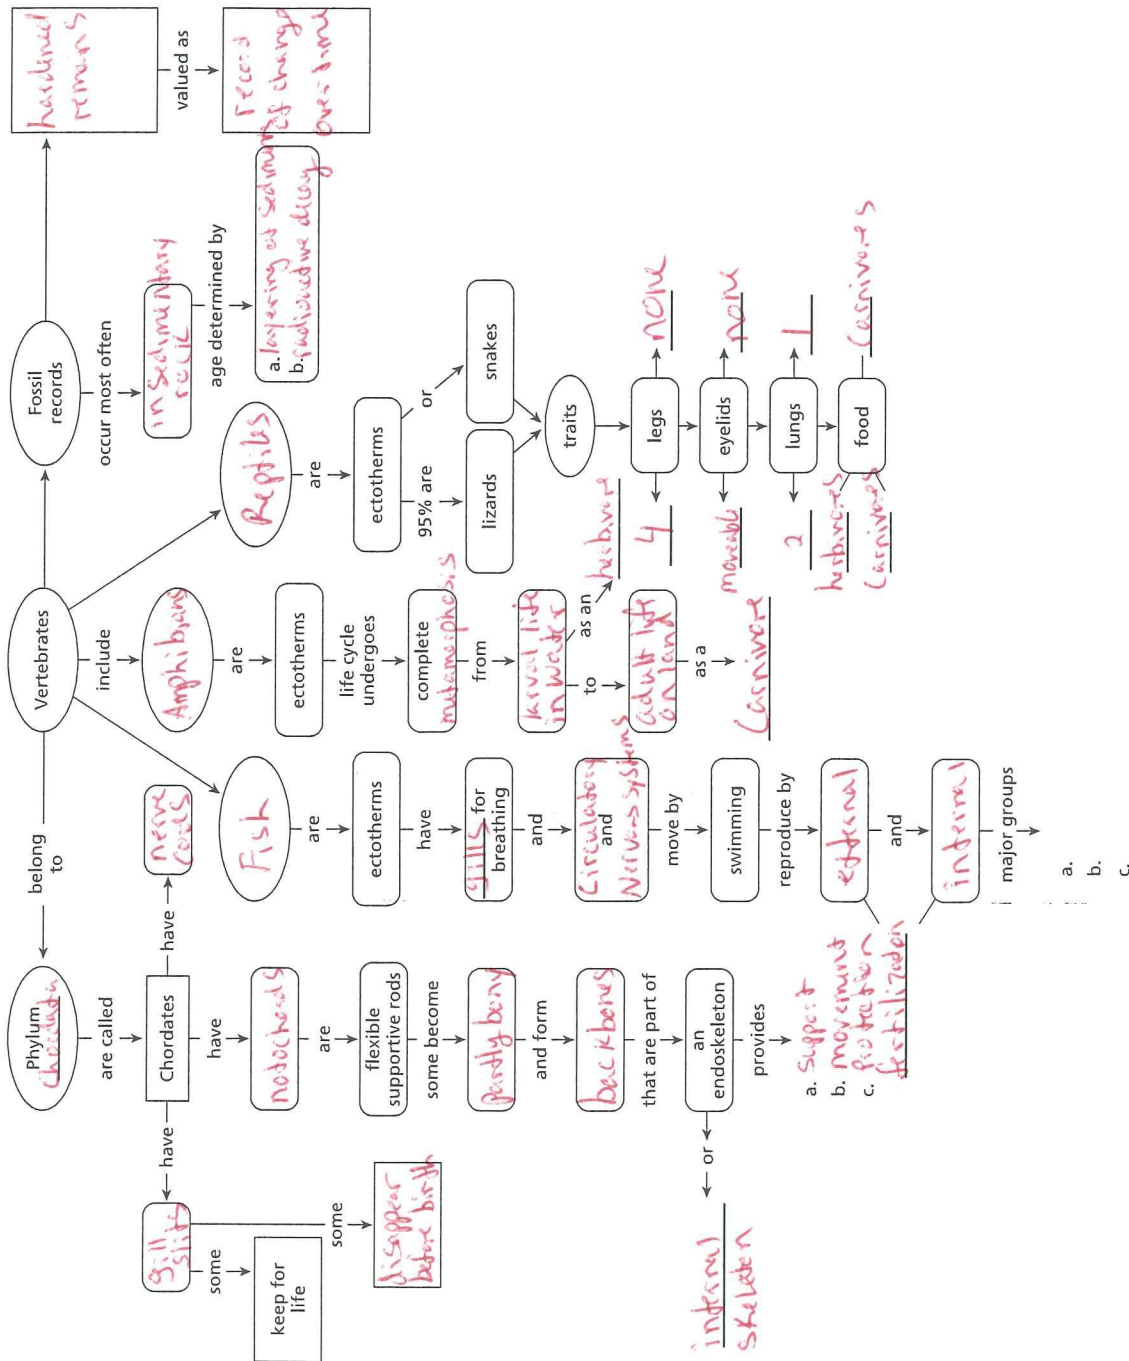 Vertebrates
belong
to
include
Phylum
Chordata
are called
Chordates
have
gill
slits
some
keep for
life
some
disappear
before birth
have
nerve
cords
have
notochords
are
flexible
supportive rods
some become
partly bony
and form
backbones
that are part of
an
endoskeleton
or
internal
skeleton
provides
a. support
b. movement
c. protection
Fish
are
ectotherms
have
gills for
breathing
and
Circulatory
and
Nervous systems
move by
swimming
reproduce by
external
and
internal
fertilization
major groups
a.
b.
c.
Amphibians
are
ectotherms
life cycle
undergoes
complete
metamorphosis
from
larval life
in water
as an
herbivore
to
adult life
on land
as a
Carnivore
Reptiles
are
ectotherms
95% are
or
lizards
snakes
traits
4
legs
none
moveable
eyelids
none
2
lungs
1
herbivores
carnivores
food
Carnivores
Fossil
records
occur most often
in sedimentary
rock
age determined by
a. layering of sediment
b. radioactive decay
hardened
remains
valued as
record
of change
over time